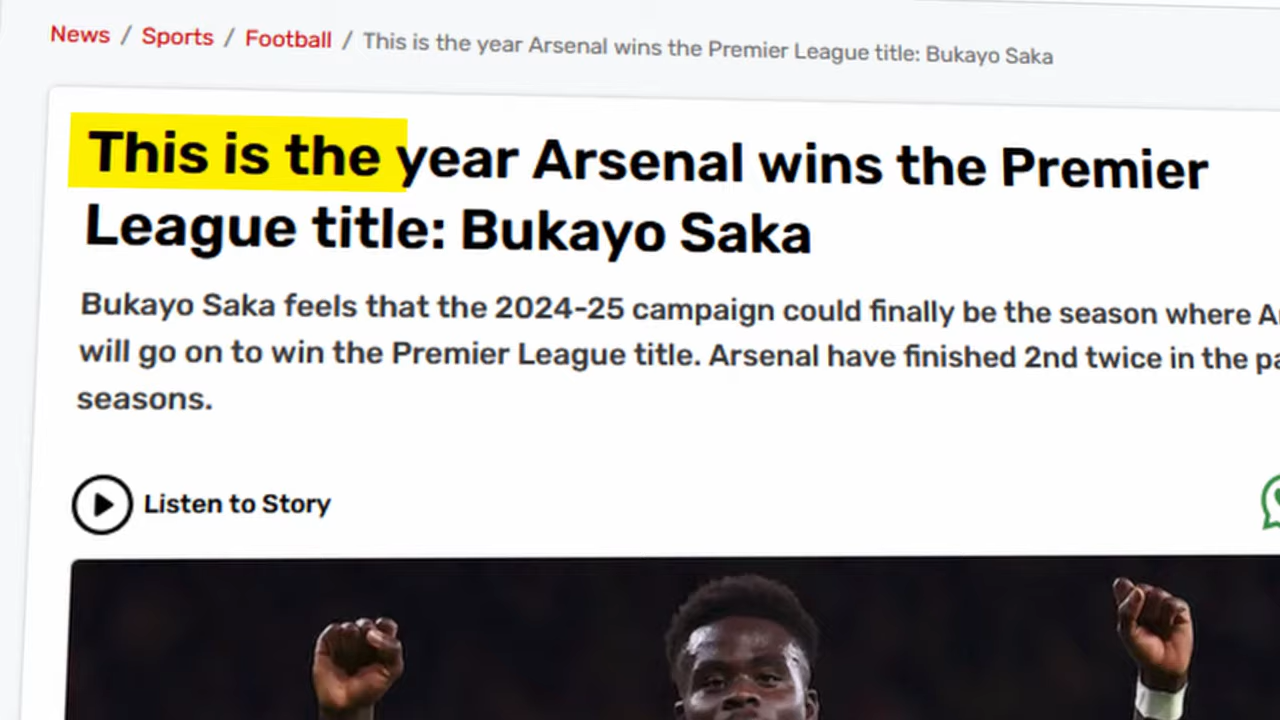 News / Sports / Football / This is the year Arsenal wins the Premier League title: Bukayo Saka
This is the year Arsenal wins the Premier
League title: Bukayo Saka
Bukayo Saka feels that the 2024-25 campaign could finally be the season where
will go on to win the Premier League title. Arsenal have finished 2nd twice in the
seasons.
Listen to Story